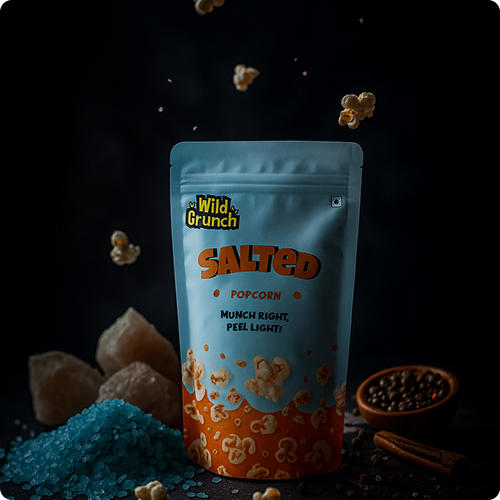 Wild
Crunch
SALTED
POPCORN
MUNCH RIGHT,
PEEL LIGHT!